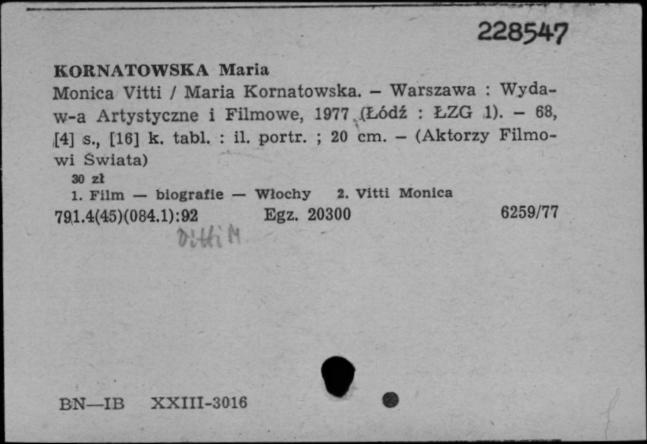 228547
KORNATOWSKA Maria
Monica Vitti / Maria Kornatowska. – Warszawa : Wyda-
w-a Artystyczne i Filmowe, 1977 (Łódź : ŁZG 1). – 68,
[4] s., [16] k. tabl. : il. portr. ; 20 cm. – (Aktorzy Filmo-
wi Świata)
30 zł
1. Film — biografie — Włochy 2. Vitti Monica
791.4(45)(084.1):92 Egz. 20300 6259/77
Vitti M
BN—IB XXIII-3016